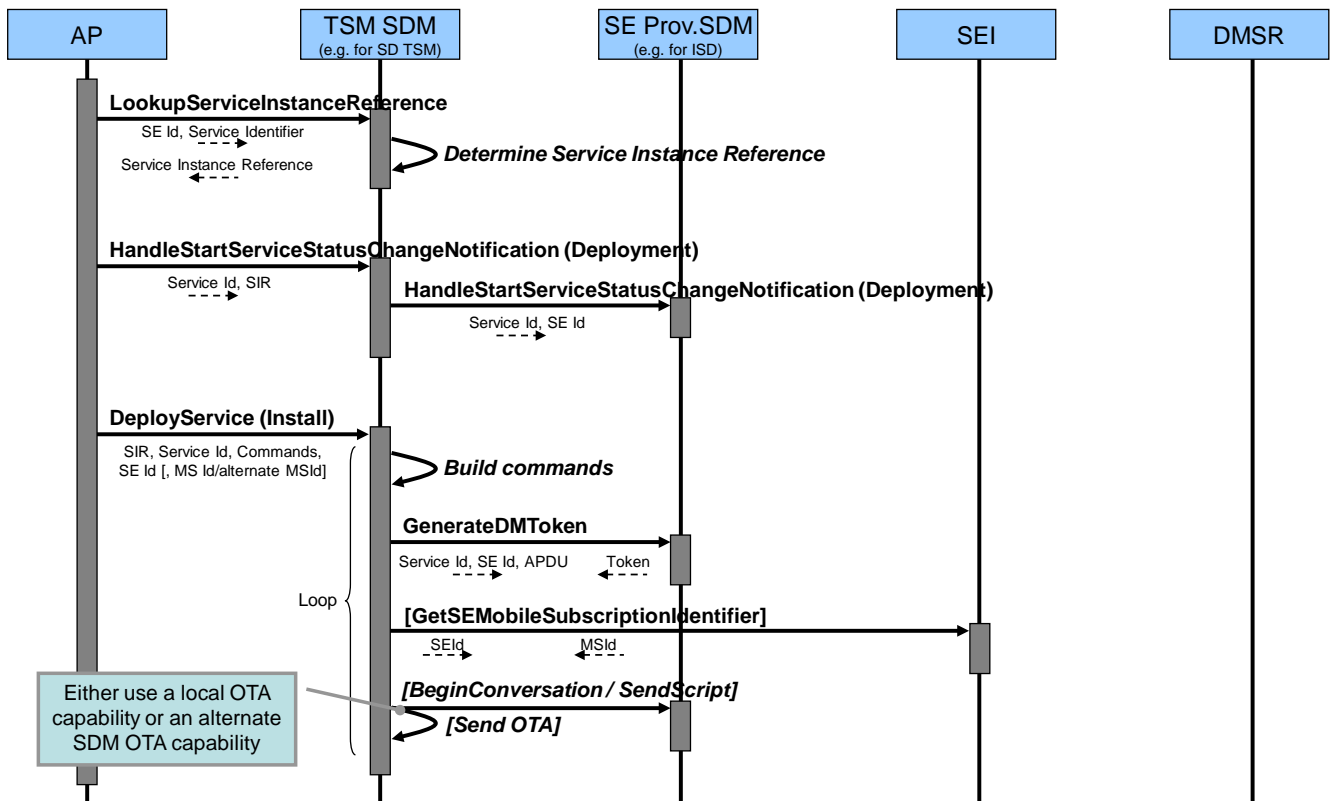 AP
TSM SDM
(e.g. for SD TSM)
SE Prov.SDM
(e.g. for ISD)
SEI
DMSR
LookupServiceInstanceReference
SE Id, Service Identifier
Determine Service Instance Reference
Service Instance Reference
HandleStartServiceStatusChangeNotification (Deployment)
Service Id, SIR
HandleStartServiceStatusChangeNotification (Deployment)
Service Id, SE Id
DeployService (Install)
SIR, Service Id, Commands,
SE Id [, MS Id/alternate MSId]
Build commands
GenerateDMToken
Service Id, SE Id, APDU
Token
Loop
[GetSEMobileSubscriptionIdentifier]
SEId
MSId
Either use a local OTA
capability or an alternate
SDM OTA capability
[BeginConversation / SendScript]
[Send OTA]